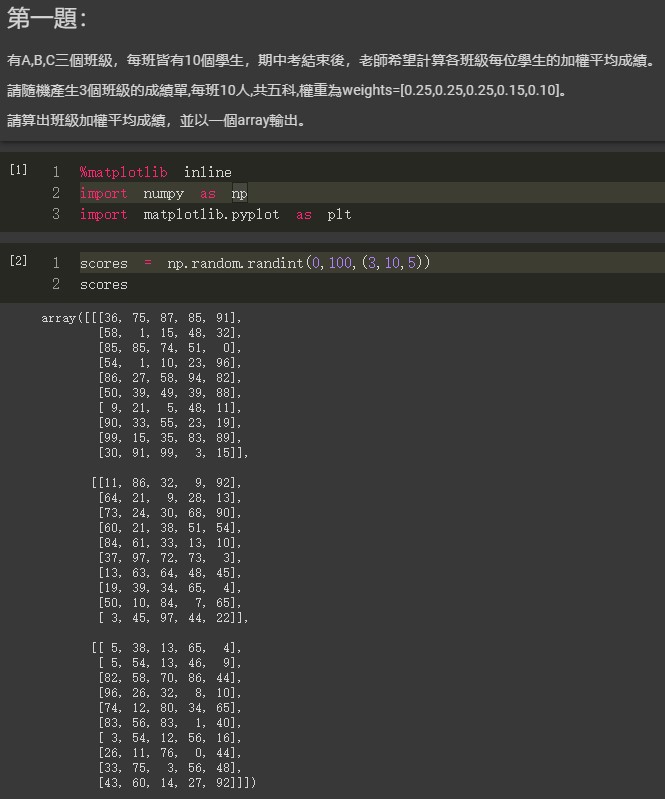 第一題：
有A,B,C三個班級，每班皆有10個學生，期中考結束後，老師希望計算各班級每位學生的加權平均成績。
請隨機產生3個班級的成績單,每班10人,共五科,權重為weights=[0.25,0.25,0.25,0.15,0.10]。
請算出班級加權平均成績，並以一個array輸出。
[1] 1 %matplotlib inline
2 import numpy as np
3 import matplotlib.pyplot as plt
[2] 1 scores = np.random.randint(0,100,(3,10,5))
2 scores
array([[[36, 75, 87, 85, 91],
[58, 1, 15, 48, 32],
[85, 85, 74, 51, 0],
[54, 1, 10, 23, 96],
[86, 27, 58, 94, 82],
[50, 39, 49, 39, 88],
[ 9, 21, 5, 48, 11],
[90, 33, 55, 23, 19],
[99, 15, 35, 83, 89],
[30, 91, 99, 3, 15]],
[[11, 86, 32, 9, 92],
[64, 21, 9, 28, 13],
[73, 24, 30, 68, 90],
[60, 21, 38, 51, 54],
[84, 61, 33, 13, 10],
[37, 97, 72, 73, 3],
[13, 63, 64, 48, 45],
[19, 39, 34, 65, 4],
[50, 10, 84, 7, 65],
[ 3, 45, 97, 44, 22]],
[[ 5, 38, 13, 65, 4],
[ 5, 54, 13, 46, 9],
[82, 58, 70, 86, 44],
[96, 26, 32, 8, 10],
[74, 12, 80, 34, 65],
[83, 56, 83, 1, 40],
[ 3, 54, 12, 56, 16],
[26, 11, 76, 0, 44],
[33, 75, 3, 56, 48],
[43, 60, 14, 27, 92]]])